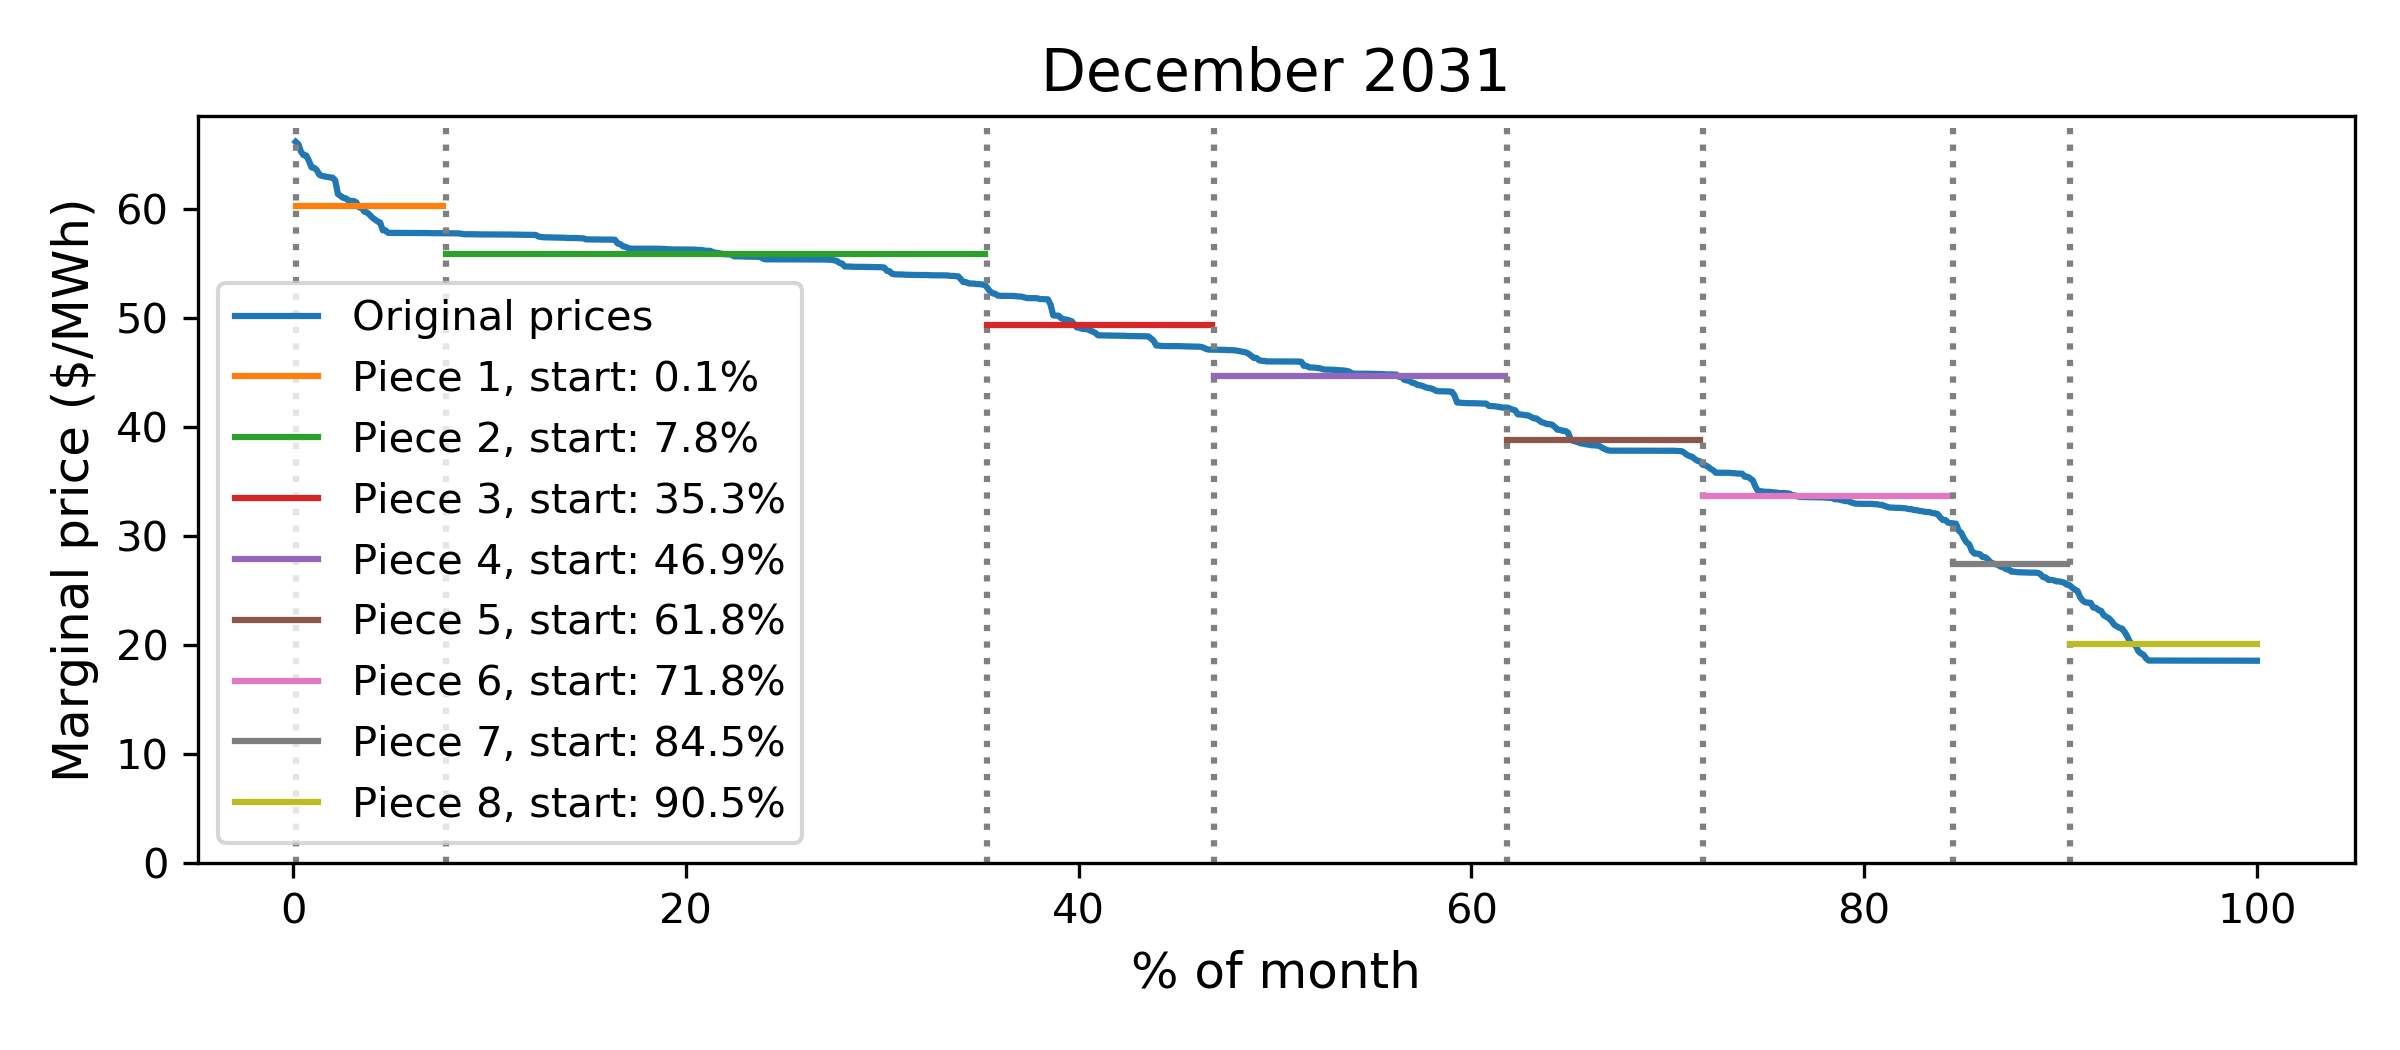 December 2031
Marginal price ($/MWh)
60
50
40
30
20
10
0
Original prices
Piece 1, start: 0.1%
Piece 2, start: 7.8%
Piece 3, start: 35.3%
Piece 4, start: 46.9%
Piece 5, start: 61.8%
Piece 6, start: 71.8%
Piece 7, start: 84.5%
Piece 8, start: 90.5%
0 20 40 60 80 100
% of month